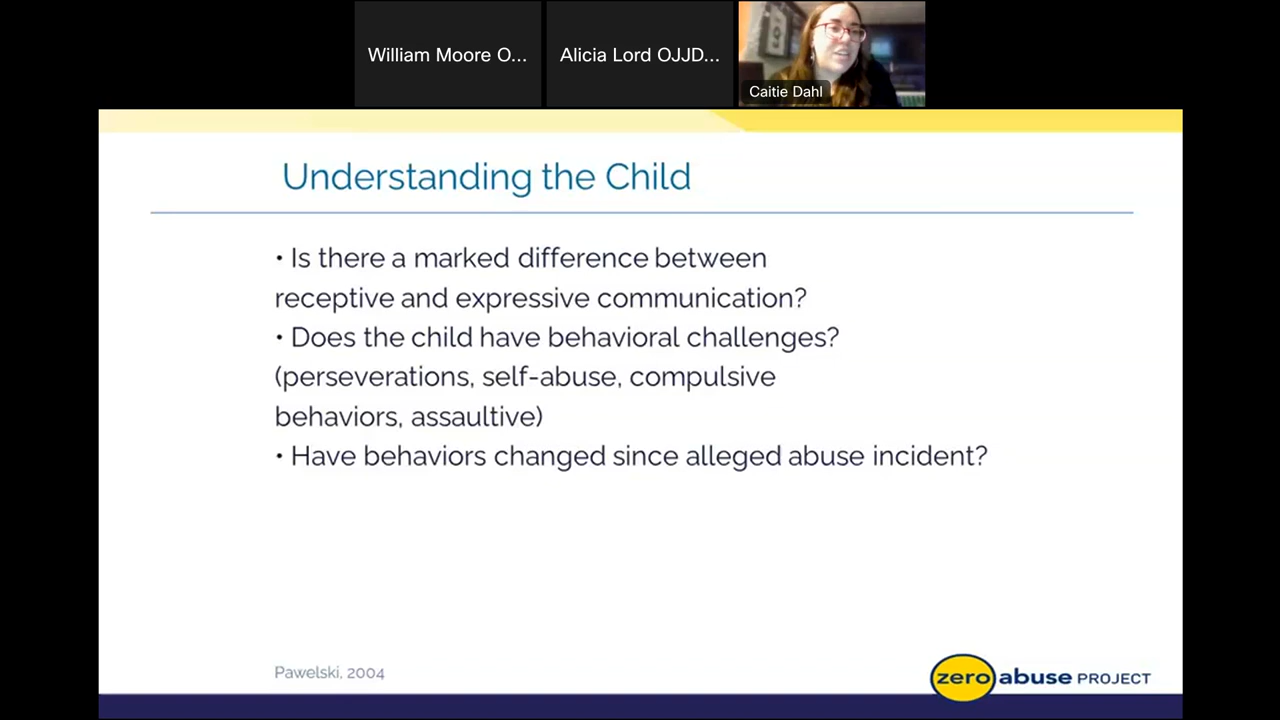 William Moore O...
Alicia Lord OJJD...
Caitie Dahl
Understanding the Child
• Is there a marked difference between
receptive and expressive communication?
• Does the child have behavioral challenges?
(perseverations, self-abuse, compulsive
behaviors, assaultive)
• Have behaviors changed since alleged abuse incident?
Pawelski, 2004
zero abuse PROJECT